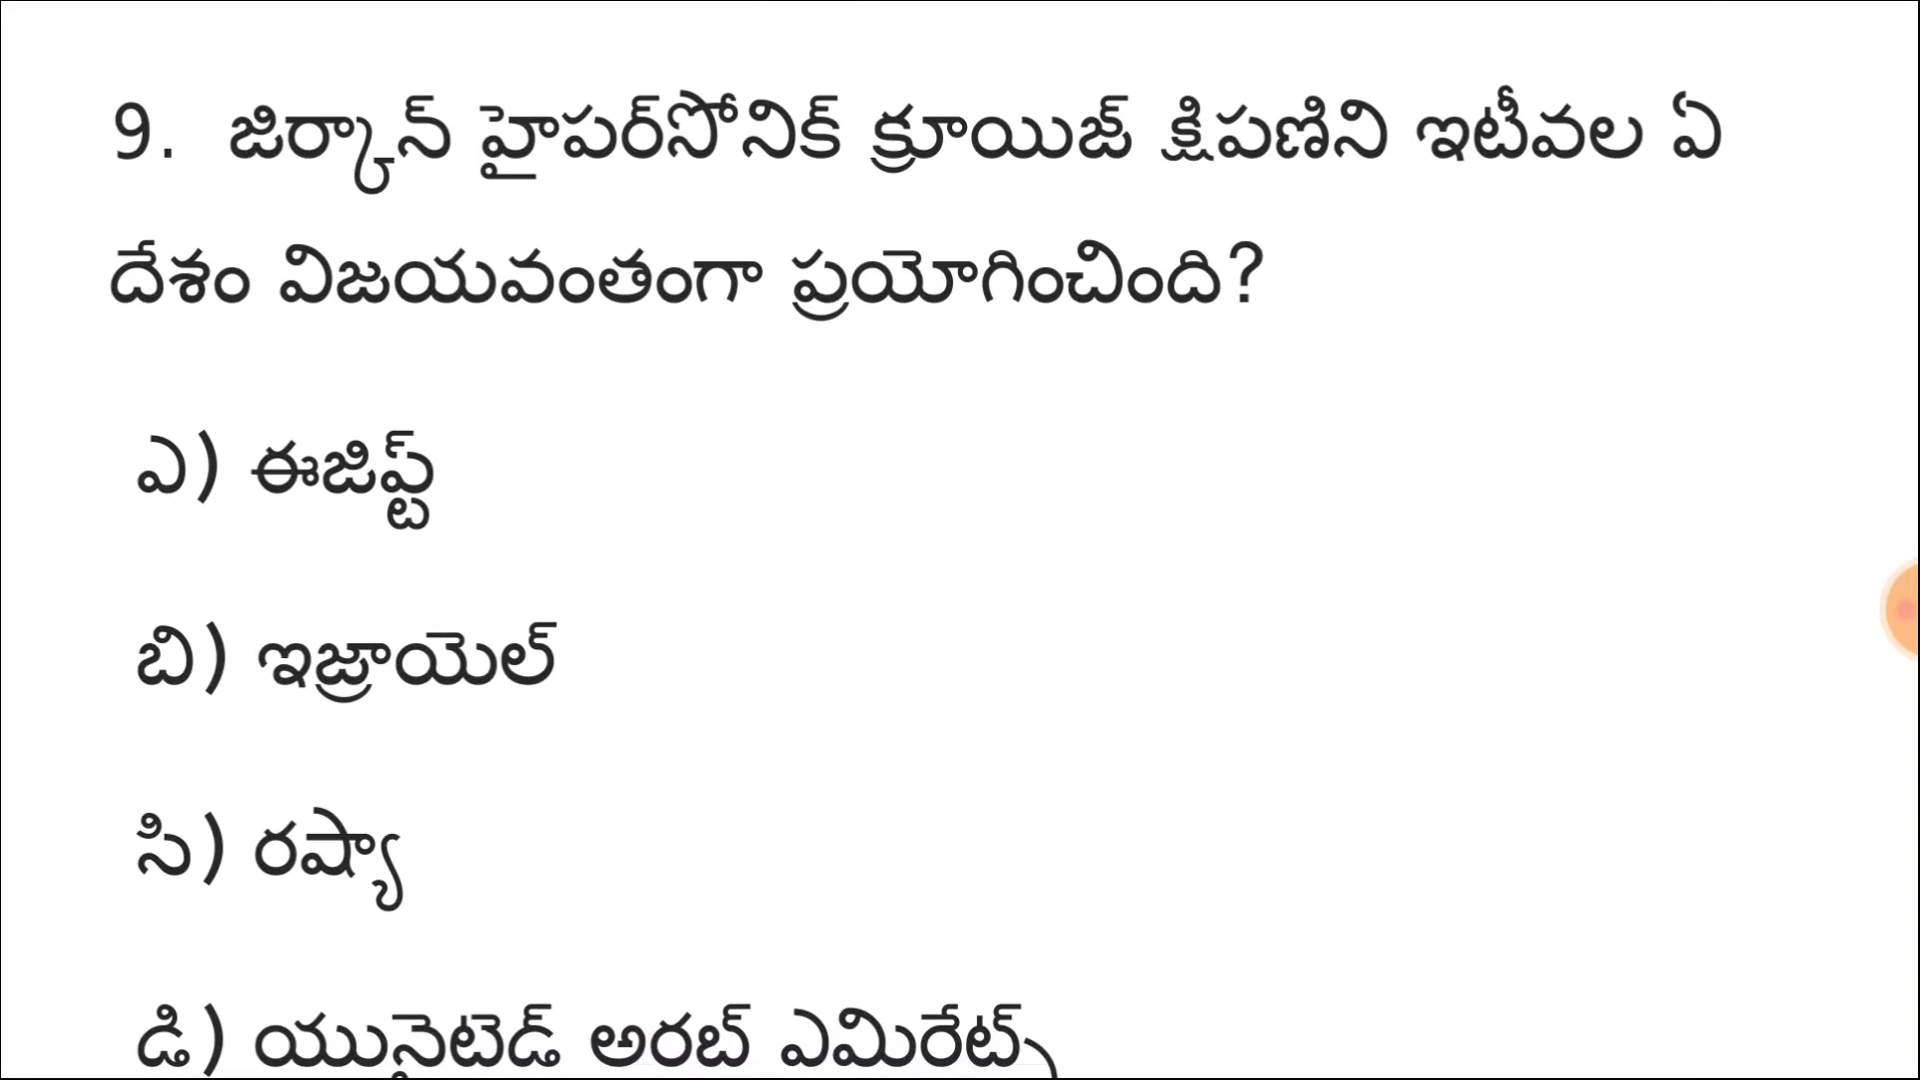 9. జిర్కాన్ హైపర్‌సోనిక్ క్రూయిజ్ క్షిపణిని ఇటీవల ఏ
దేశం విజయవంతంగా ప్రయోగించింది?
ఎ) ఈజిప్ట్
బి) ఇజ్రాయెల్
సి) రష్యా
డి) యునైటెడ్ అరబ్ ఎమిరేట్స్